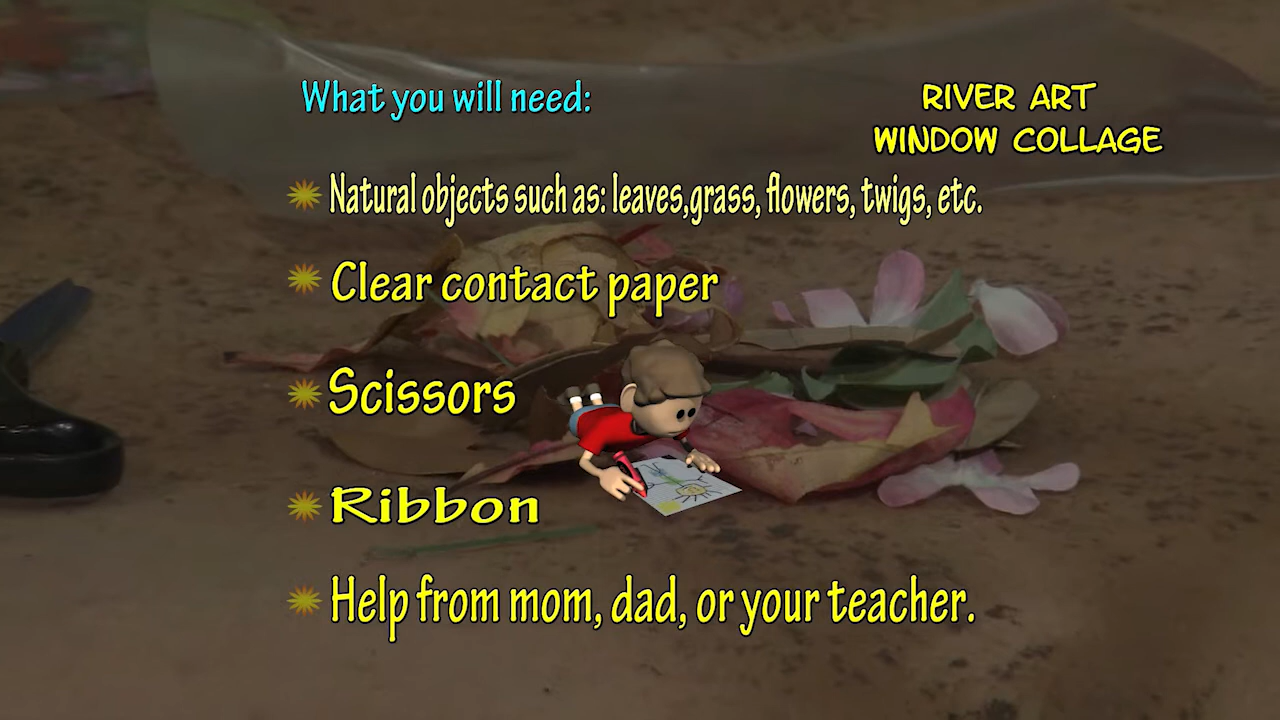 What you will need:
RIVER ART
WINDOW COLLAGE
Natural objects such as: leaves,grass, flowers, twigs, etc.
Clear contact paper
Scissors
Ribbon
Help from mom, dad, or your teacher.